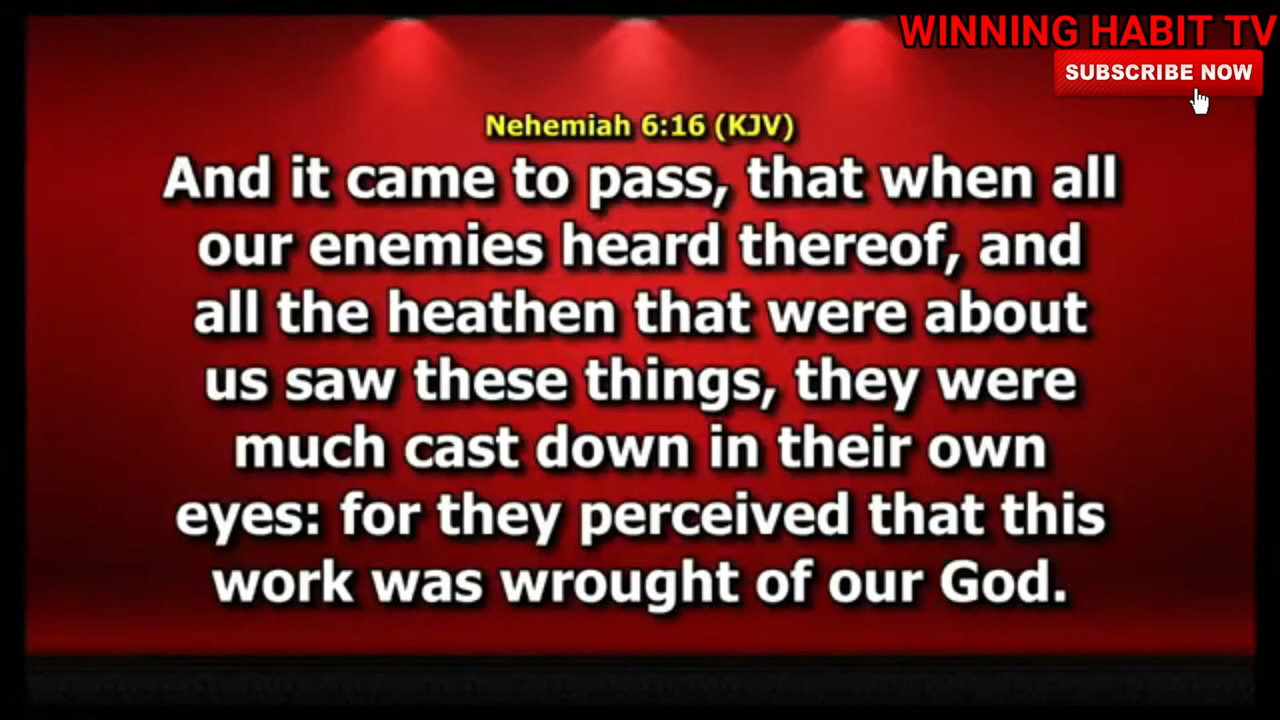 WINNING HABIT TV
SUBSCRIBE NOW
Nehemiah 6:16 (KJV)
And it came to pass, that when all
our enemies heard thereof, and
all the heathen that were about
us saw these things, they were
much cast down in their own
eyes: for they perceived that this
work was wrought of our God.